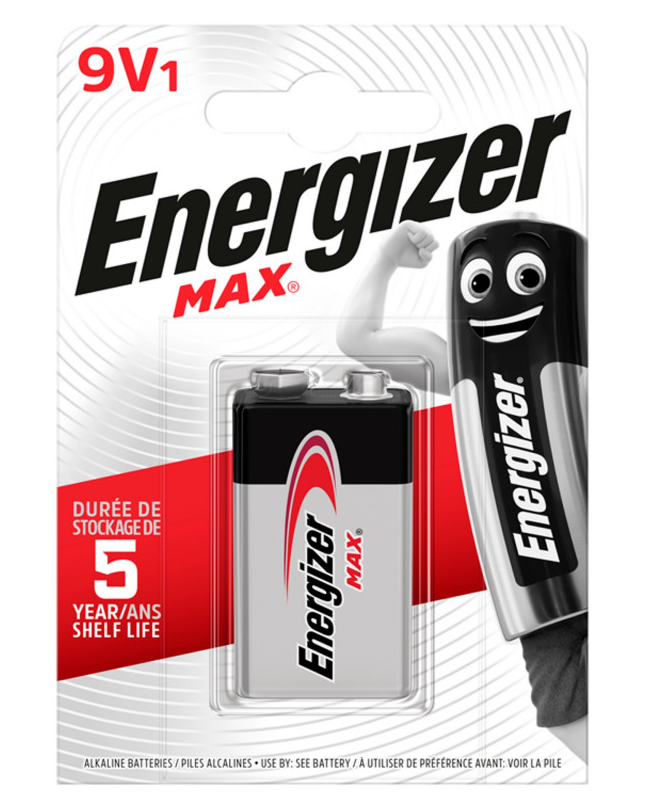 9V1
Energizer
MAX®
Energizer®
Energizer
MAX®
DURÉE DE
STOCKAGE DE
5
YEAR/ANS
SHELF LIFE
ALKALINE BATTERIES / PILES ALCALINES • USE BY: SEE BATTERY / À UTILISER DE PRÉFÉRENCE AVANT: VOIR LA PILE